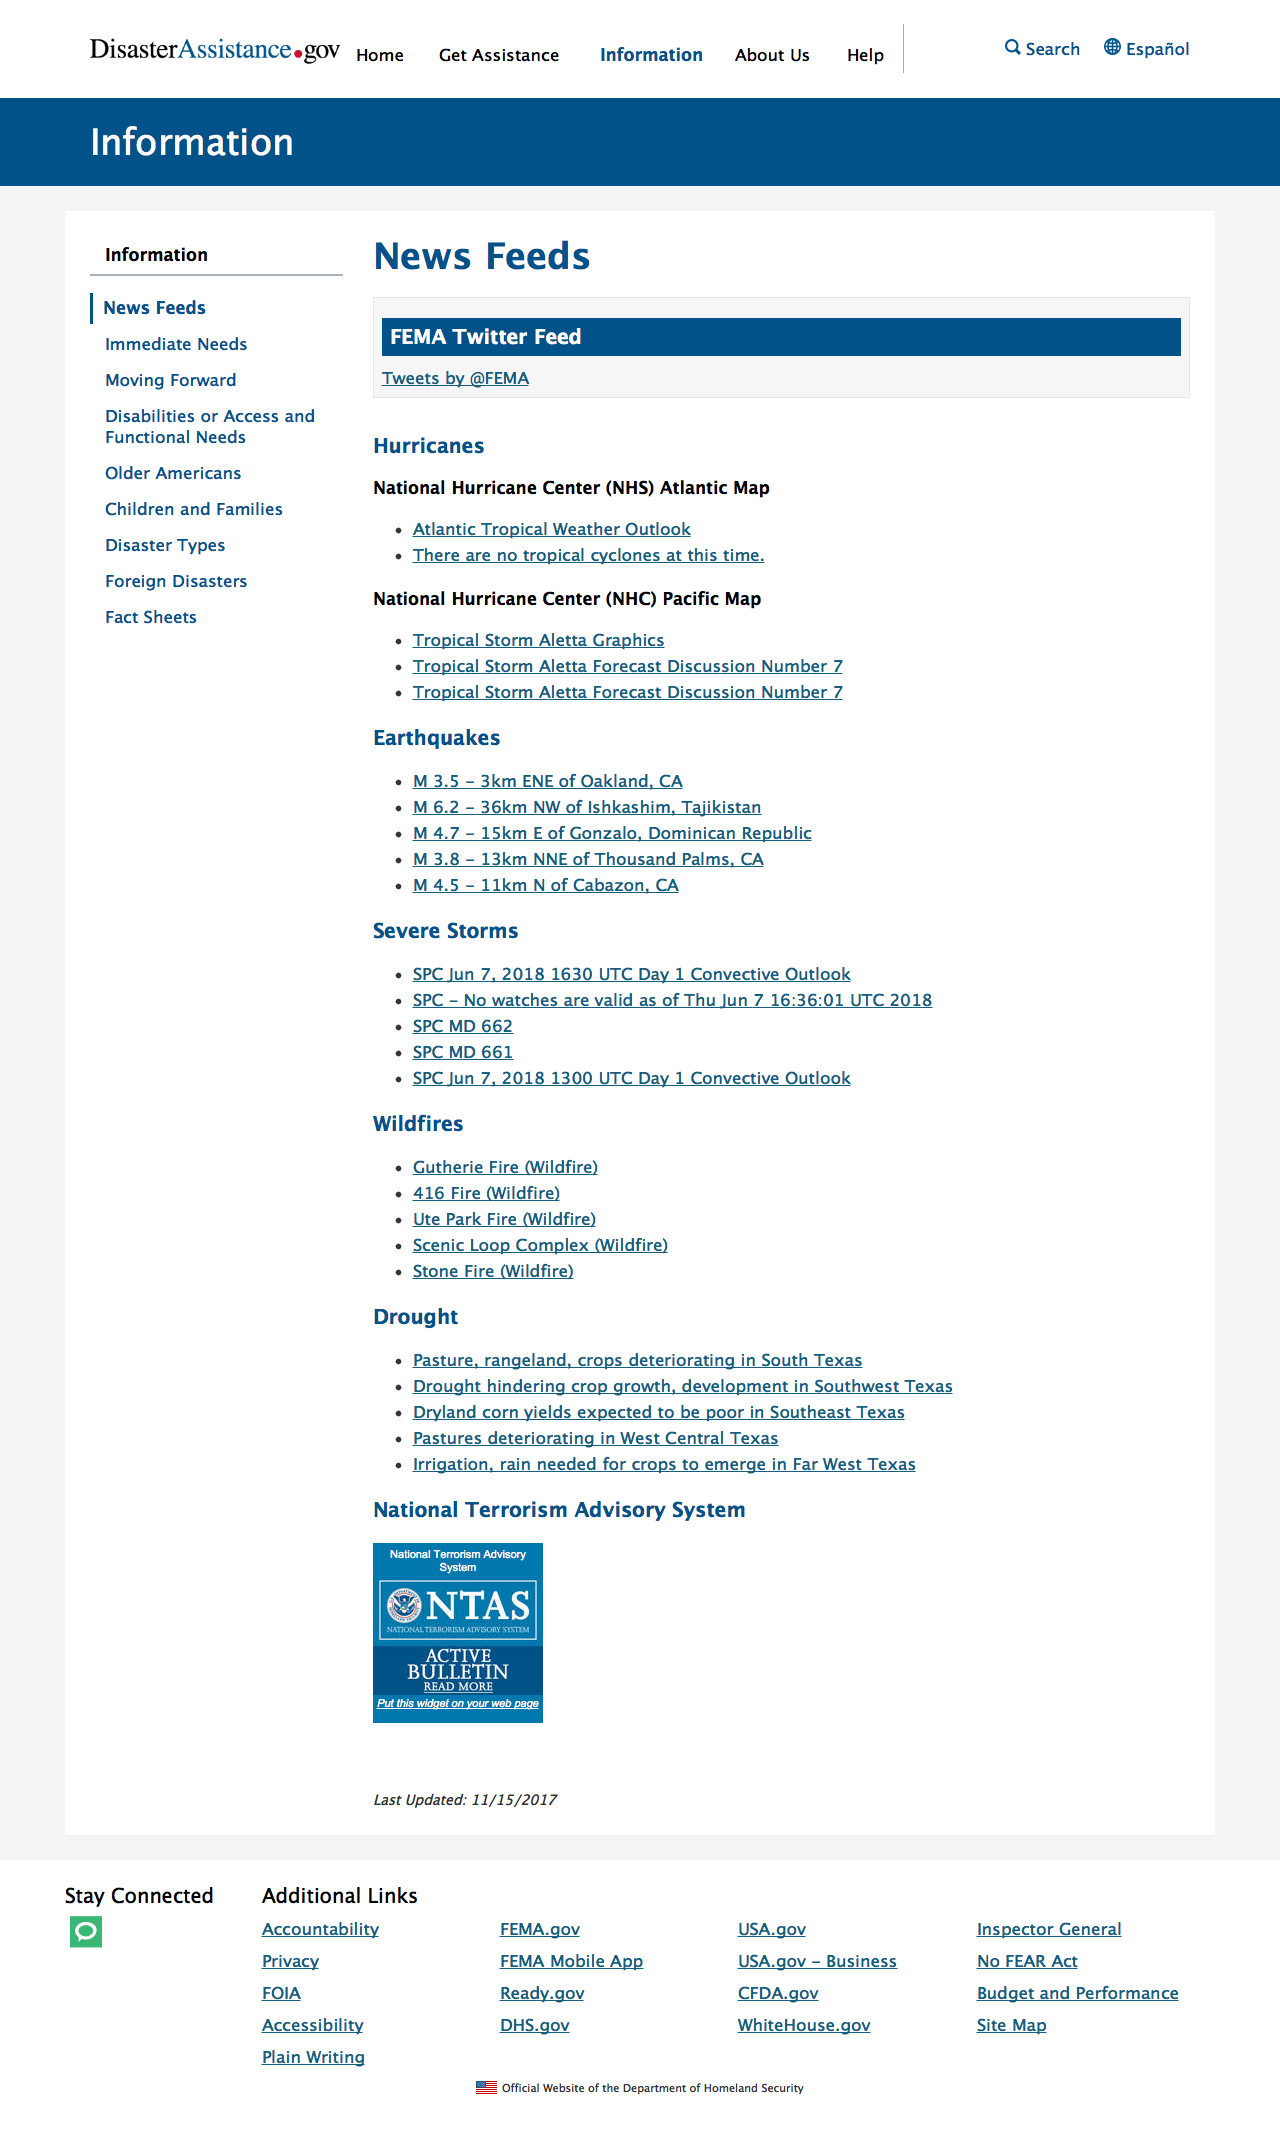 DisasterAssistance.gov
Home
Get Assistance
Information
About Us
Help
Search
Español
Information
Information
News Feeds
Immediate Needs
Moving Forward
Disabilities or Access and
Functional Needs
Older Americans
Children and Families
Disaster Types
Foreign Disasters
Fact Sheets
News Feeds
FEMA Twitter Feed
Tweets by @FEMA
Hurricanes
National Hurricane Center (NHS) Atlantic Map
Atlantic Tropical Weather Outlook
There are no tropical cyclones at this time.
National Hurricane Center (NHC) Pacific Map
Tropical Storm Aletta Graphics
Tropical Storm Aletta Forecast Discussion Number 7
Tropical Storm Aletta Forecast Discussion Number 7
Earthquakes
M 3.5 - 3km ENE of Oakland, CA
M 6.2 - 36km NW of Ishkashim, Tajikistan
M 4.7 - 15km E of Gonzalo, Dominican Republic
M 3.8 - 13km NNE of Thousand Palms, CA
M 4.5 - 11km N of Cabazon, CA
Severe Storms
SPC Jun 7, 2018 1630 UTC Day 1 Convective Outlook
SPC - No watches are valid as of Thu Jun 7 16:36:01 UTC 2018
SPC MD 662
SPC MD 661
SPC Jun 7, 2018 1300 UTC Day 1 Convective Outlook
Wildfires
Gutherie Fire (Wildfire)
416 Fire (Wildfire)
Ute Park Fire (Wildfire)
Scenic Loop Complex (Wildfire)
Stone Fire (Wildfire)
Drought
Pasture, rangeland, crops deteriorating in South Texas
Drought hindering crop growth, development in Southwest Texas
Dryland corn yields expected to be poor in Southeast Texas
Pastures deteriorating in West Central Texas
Irrigation, rain needed for crops to emerge in Far West Texas
National Terrorism Advisory System
National Terrorism Advisory
System
NTAS
NATIONAL TERRORISM ADVISORY SYSTEM
ACTIVE
BULLETIN
READ MORE
Put this widget on your web page
Last Updated: 11/15/2017
Stay Connected
Additional Links
Accountability
Privacy
FOIA
Accessibility
Plain Writing
FEMA.gov
FEMA Mobile App
Ready.gov
DHS.gov
USA.gov
USA.gov - Business
CFDA.gov
WhiteHouse.gov
Inspector General
No FEAR Act
Budget and Performance
Site Map
Official Website of the Department of Homeland Security